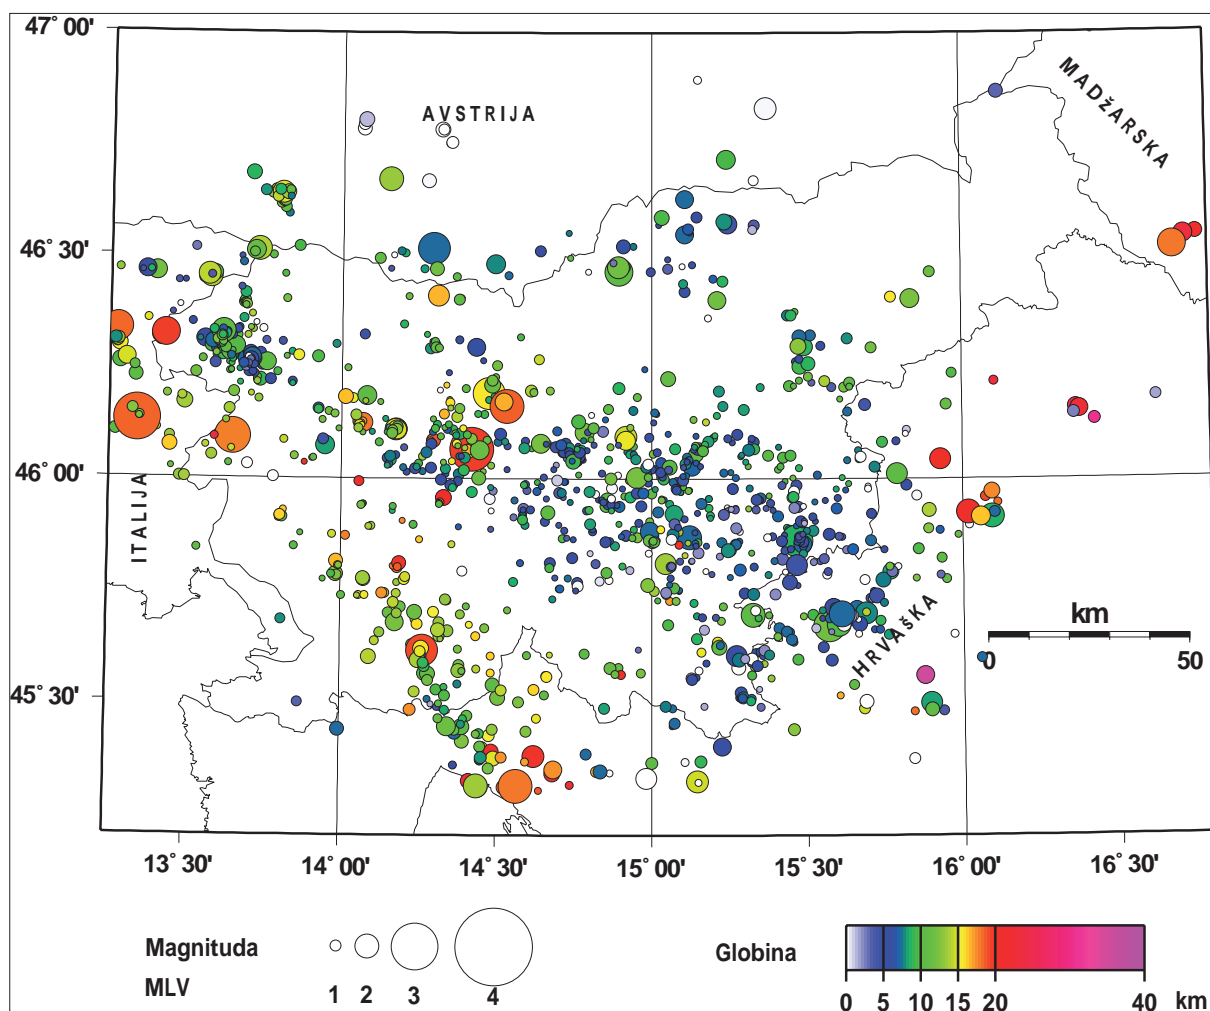 47° 00'
46° 30'
46° 00'
45° 30'
AVSTRIJA
MADžARSKA
ITALIJA
HRVAšKA
km
0 50
13° 30' 14° 00' 14° 30' 15° 00' 15° 30' 16° 00' 16° 30'
Magnituda
MLV
1 2 3 4
Globina
0 5 10 15 20 40 km